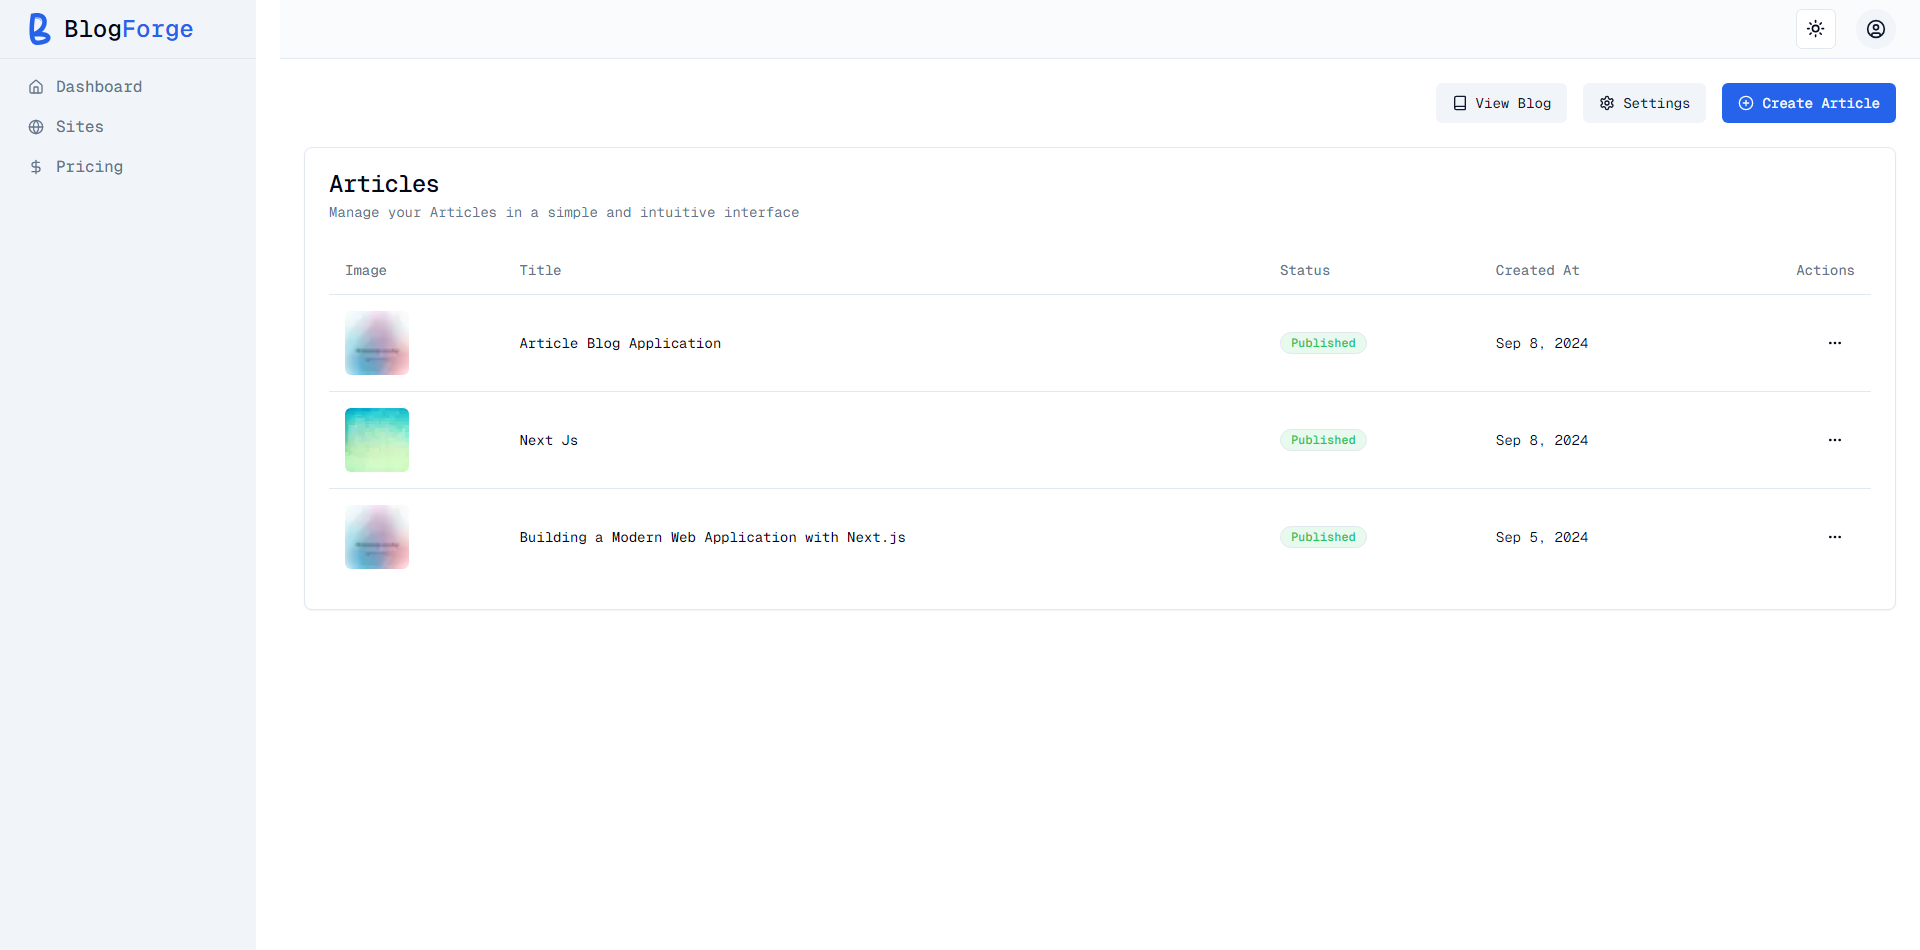 BlogForge
Dashboard
Sites
Pricing
View Blog
Settings
Create Article
Articles
Manage your Articles in a simple and intuitive interface
Image Title Status Created At Actions
Article Blog Application Published Sep 8, 2024
Next Js Published Sep 8, 2024
Building a Modern Web Application with Next.js Published Sep 5, 2024